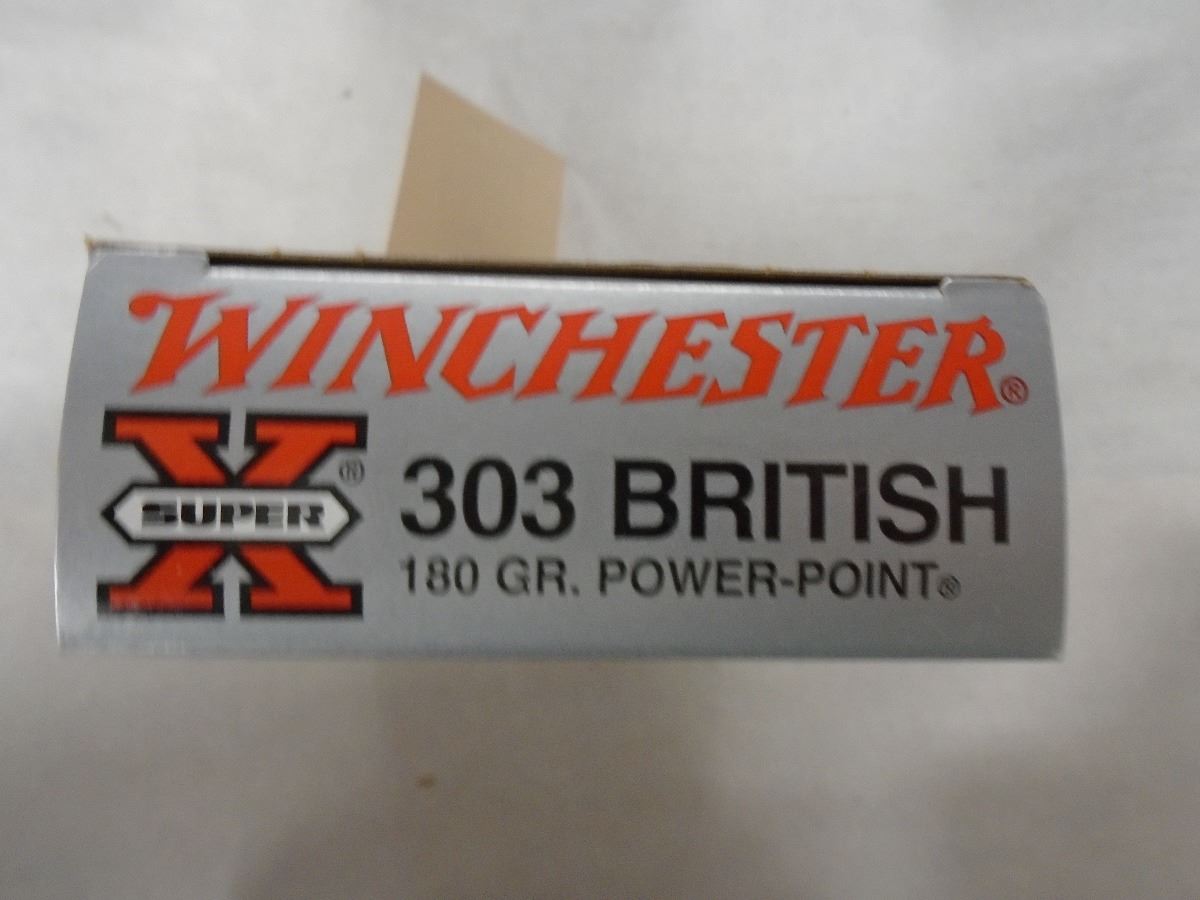 WINCHESTER®
X®
SUPER
303 BRITISH
180 GR. POWER-POINT®